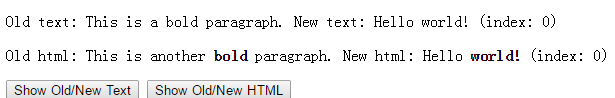 Old text: This is a bold paragraph. New text: Hello world! (index: 0)
Old html: This is another bold paragraph. New html: Hello world! (index: 0)
Show Old/New Text Show Old/New HTML